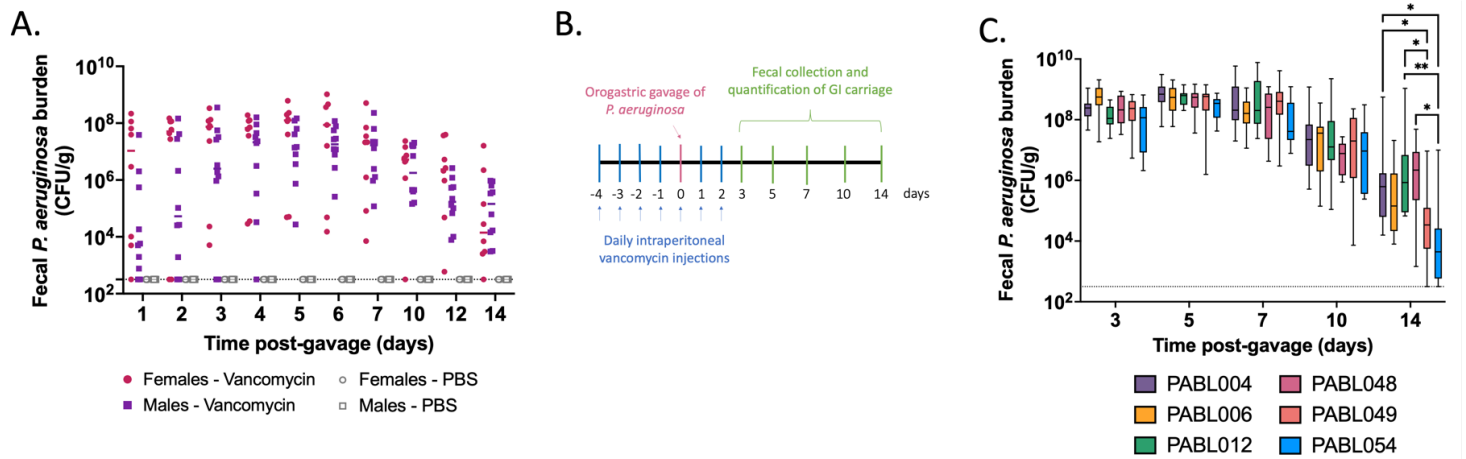 A.
Fecal P. aeruginosa burden
(CFU/g)
10^10
10^8
10^6
10^4
10^2
1 2 3 4 5 6 7 10 12 14
Time post-gavage (days)
Females - Vancomycin
Males - Vancomycin
Females - PBS
Males - PBS
B.
Orogastric gavage of
P. aeruginosa
Fecal collection and
quantification of GI carriage
-4 -3 -2 -1 0 1 2 3 5 7 10 14 days
Daily intraperitoneal
vancomycin injections
C.
Fecal P. aeruginosa burden
(CFU/g)
10^10
10^8
10^6
10^4
10^2
*
*
*
**
*
3 5 7 10 14
Time post-gavage (days)
PABL004
PABL006
PABL012
PABL048
PABL049
PABL054